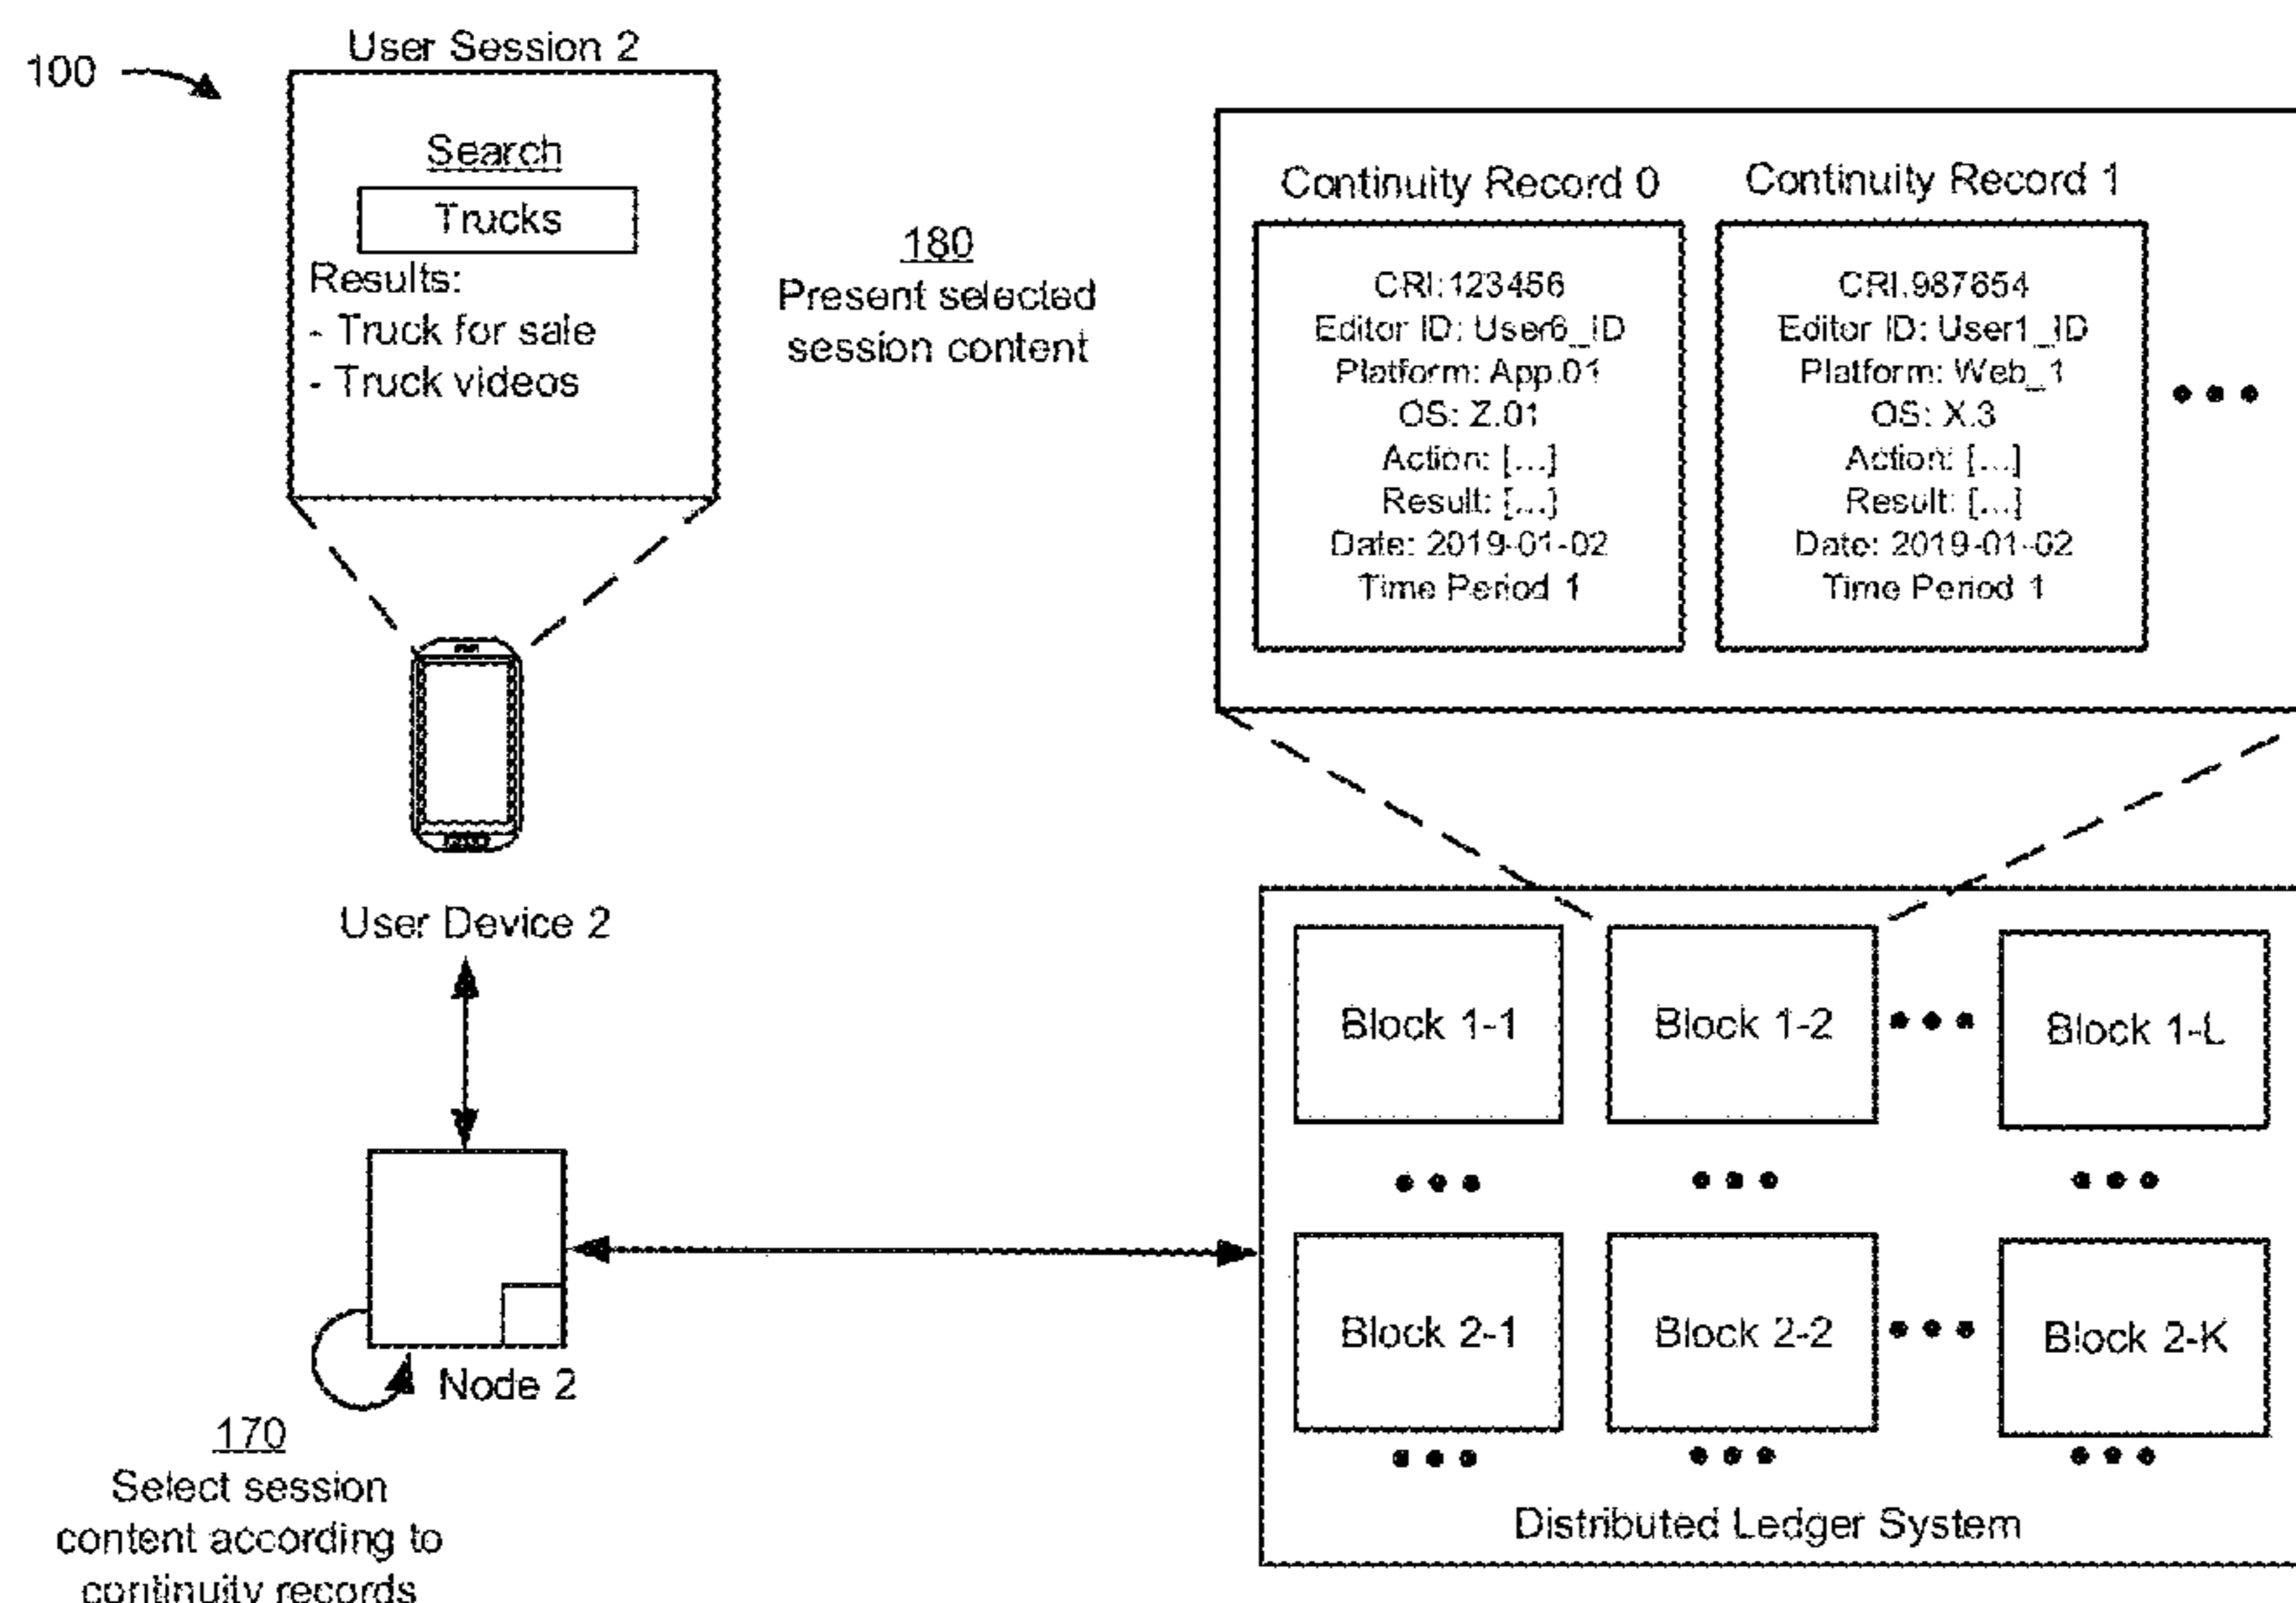 100
User Session 2
Search
Trucks
Results:
- Truck for sale
- Truck videos
180
Present selected
session content
User Device 2
Node 2
170
Select session
content according to
continuity records
Continuity Record 0
CRI:123456
Editor ID: User6_ID
Platform: App.01
OS: Z.01
Action: [...]
Result: [...]
Date: 2019-01-02
Time Period 1
Continuity Record 1
CRI:987654
Editor ID: User1_ID
Platform: Web_1
OS: X.3
Action: [...]
Result: [...]
Date: 2019-01-02
Time Period 1
Block 1-1
Block 1-2
Block 1-L
Block 2-1
Block 2-2
Block 2-K
Distributed Ledger System